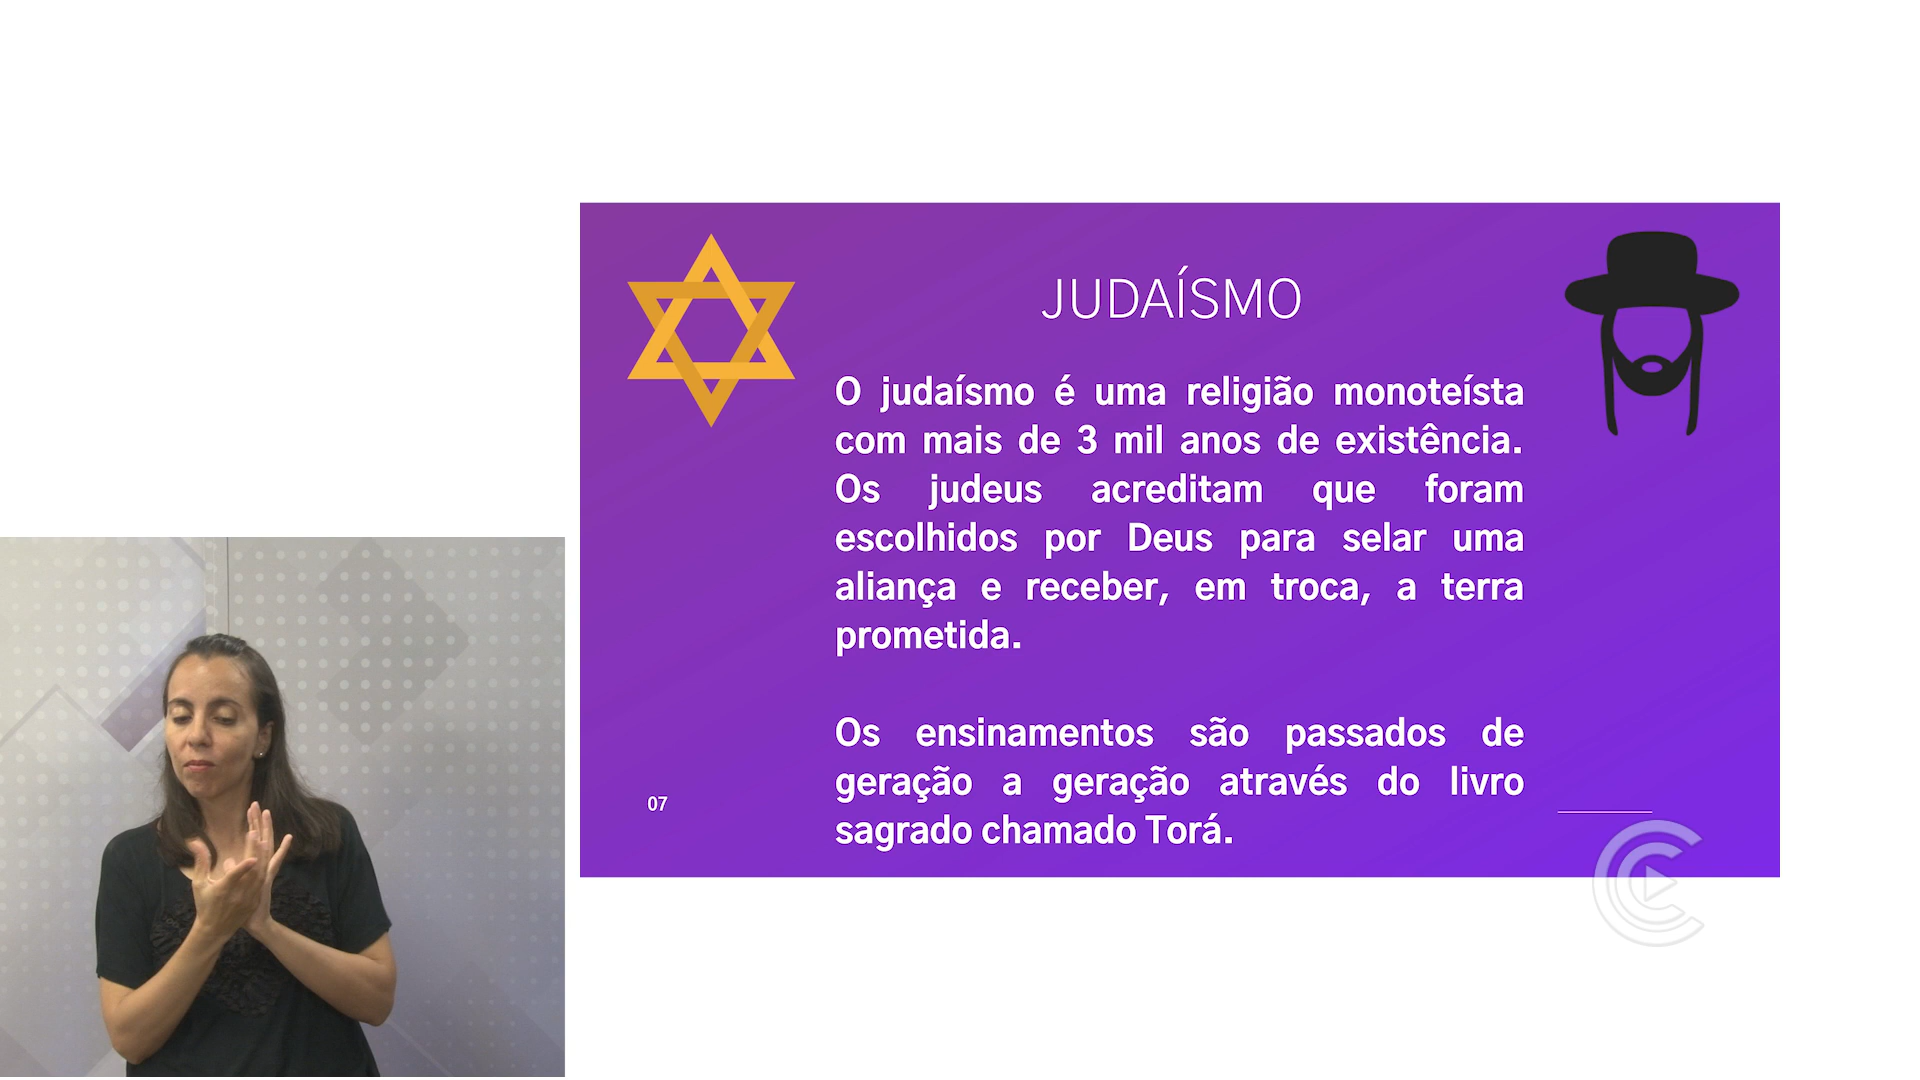 JUDAÍSMO
O judaísmo é uma religião monoteísta
com mais de 3 mil anos de existência.
Os judeus acreditam que foram
escolhidos por Deus para selar uma
aliança e receber, em troca, a terra
prometida.
Os ensinamentos são passados de
geração a geração através do livro
sagrado chamado Torá.
07